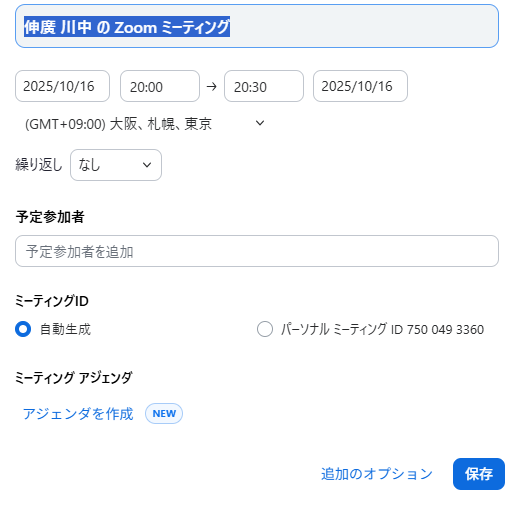 伸廣 川中 の Zoom ミーティング
2025/10/16 20:00 → 20:30 2025/10/16
(GMT+09:00) 大阪、札幌、東京
繰り返し なし
予定参加者
予定参加者を追加
ミーティングID
自動生成 パーソナル ミーティング ID 750 049 3360
ミーティング アジェンダ
アジェンダを作成 NEW
追加のオプション 保存